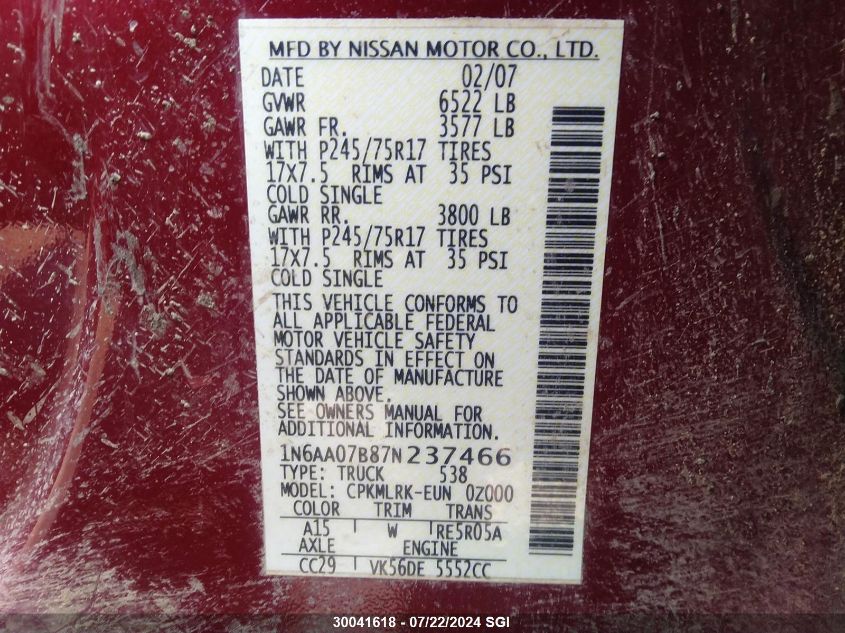 MFD BY NISSAN MOTOR CO., LTD.
DATE 02/07
GVWR 6522 LB
GAWR FR. 3577 LB
WITH P245/75R17 TIRES
17X7.5 RIMS AT 35 PSI
COLD SINGLE
GAWR RR. 3800 LB
WITH P245/75R17 TIRES
17X7.5 RIMS AT 35 PSI
COLD SINGLE
THIS VEHICLE CONFORMS TO
ALL APPLICABLE FEDERAL
MOTOR VEHICLE SAFETY
STANDARDS IN EFFECT ON
THE DATE OF MANUFACTURE
SHOWN ABOVE.
SEE OWNERS MANUAL FOR
ADDITIONAL INFORMATION.
1N6AA07B87N237466
TYPE: TRUCK 538
MODEL: CPKMLRK-EUN 0Z000
COLOR TRIM TRANS
A15 W RE5R05A
AXLE ENGINE
CC29 VK56DE 5552CC
30041618 - 07/22/2024 SGI